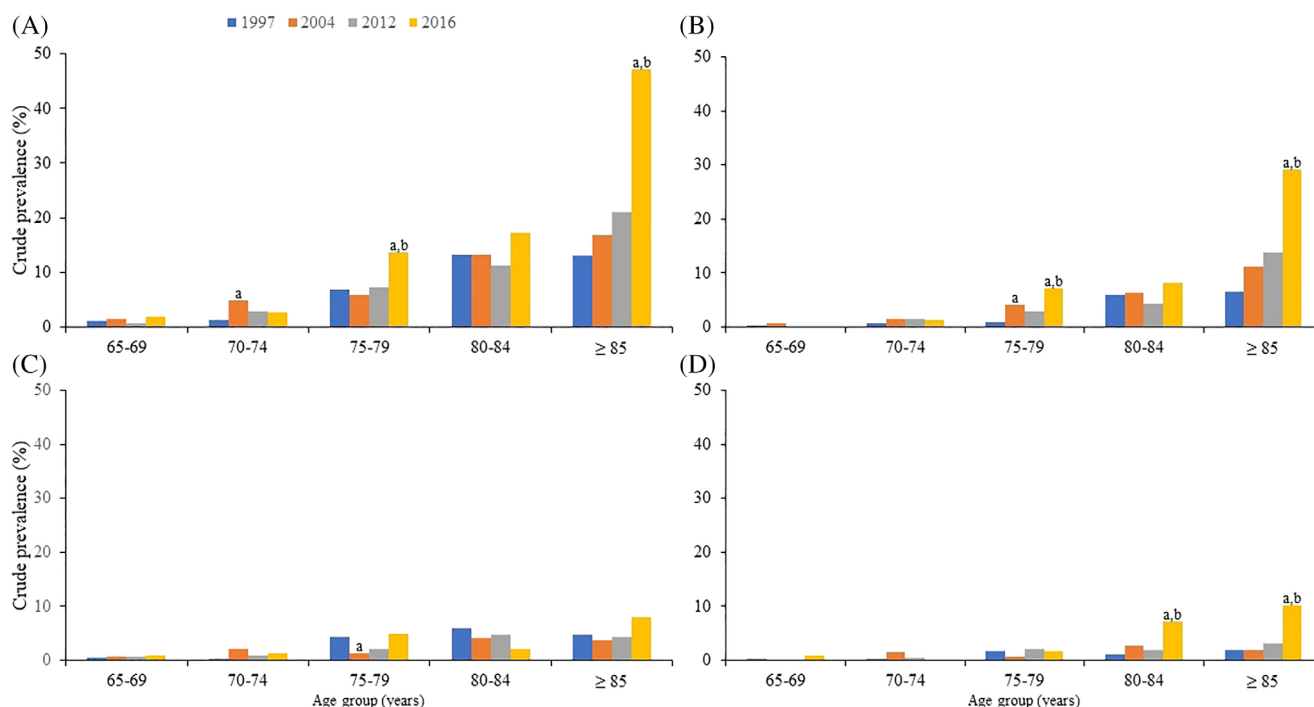 (A)
1997 2004 2012 2016
(B)
Crude prevalence (%)
50
40
30
20
10
0
a
a,b
a,b
65-69 70-74 75-79 80-84 ≥ 85
50
40
30
20
10
0
a
a,b
a,b
65-69 70-74 75-79 80-84 ≥ 85
(C)
Crude prevalence (%)
50
40
30
20
10
0
a
65-69 70-74 75-79 80-84 ≥ 85
Age group (years)
(D)
50
40
30
20
10
0
a,b
a,b
65-69 70-74 75-79 80-84 ≥ 85
Age group (years)